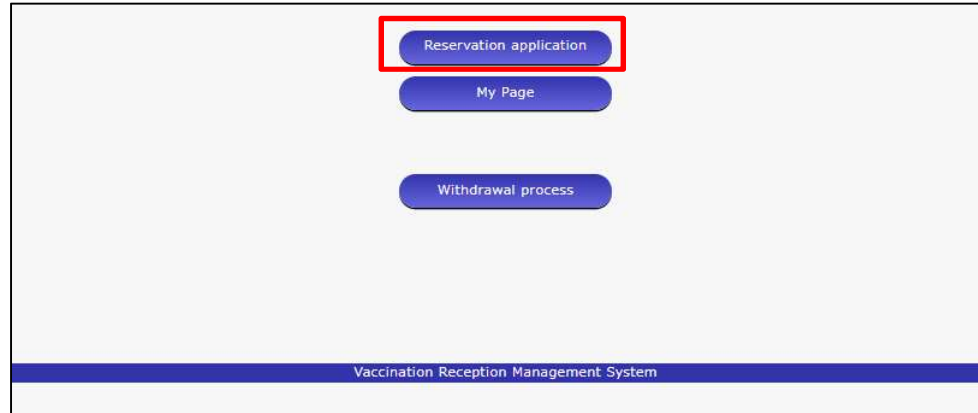 Reservation application
My Page
Withdrawal process
Vaccination Reception Management System